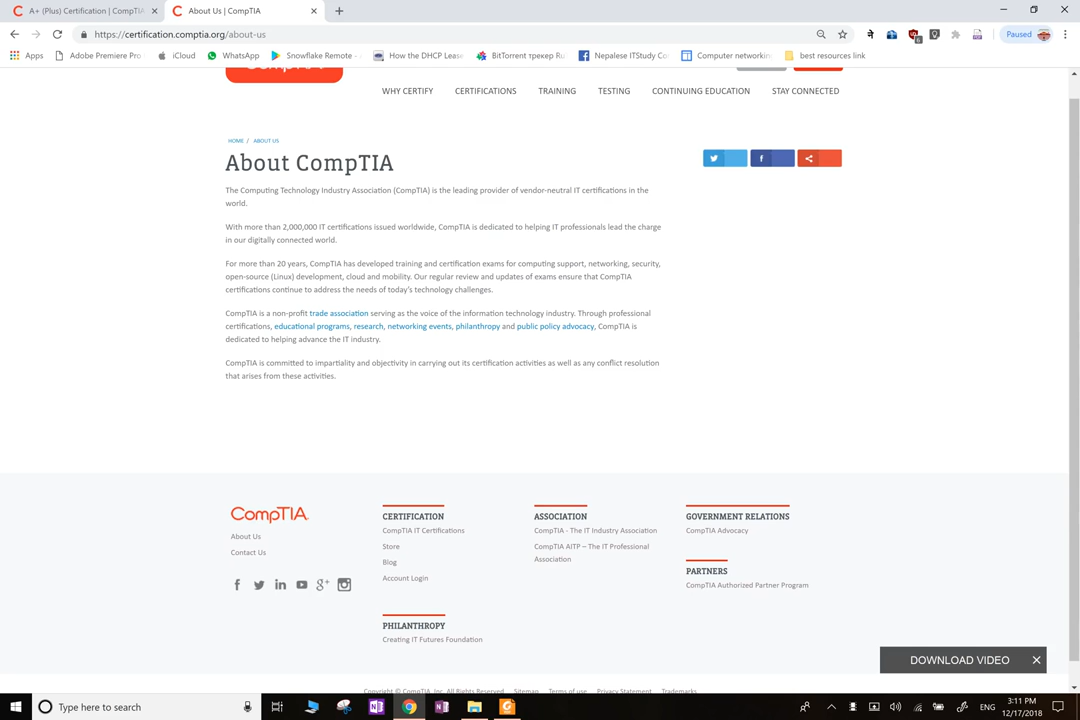 A+ (Plus) Certification | CompTIA
About Us | CompTIA
https://certification.comptia.org/about-us
Paused
Apps
Adobe Premiere Pro
iCloud
WhatsApp
Snowflake Remote -
How the DHCP Lease
BitTorrent трекер Ru
Nepalese ITStudy Co
Computer networkin
best resources link
WHY CERTIFY
CERTIFICATIONS
TRAINING
TESTING
CONTINUING EDUCATION
STAY CONNECTED
HOME / ABOUT US
About CompTIA
The Computing Technology Industry Association (CompTIA) is the leading provider of vendor-neutral IT certifications in the
world.
With more than 2,000,000 IT certifications issued worldwide, CompTIA is dedicated to helping IT professionals lead the charge
in our digitally connected world.
For more than 20 years, CompTIA has developed training and certification exams for computing support, networking, security,
open-source (Linux) development, cloud and mobility. Our regular review and updates of exams ensure that CompTIA
certifications continue to address the needs of today's technology challenges.
CompTIA is a non-profit trade association serving as the voice of the information technology industry. Through professional
certifications, educational programs, research, networking events, philanthropy and public policy advocacy, CompTIA is
dedicated to helping advance the IT industry.
CompTIA is committed to impartiality and objectivity in carrying out its certification activities as well as any conflict resolution
that arises from these activities.
CompTIA.
About Us
Contact Us
CERTIFICATION
CompTIA IT Certifications
Store
Blog
Account Login
ASSOCIATION
CompTIA - The IT Industry Association
CompTIA AITP – The IT Professional
Association
GOVERNMENT RELATIONS
CompTIA Advocacy
PARTNERS
CompTIA Authorized Partner Program
PHILANTHROPY
Creating IT Futures Foundation
DOWNLOAD VIDEO
Copyright © CompTIA, Inc. All Rights Reserved
Sitemap
Terms of use
Privacy Statement
Trademarks
Type here to search
ENG
3:11 PM
12/17/2018